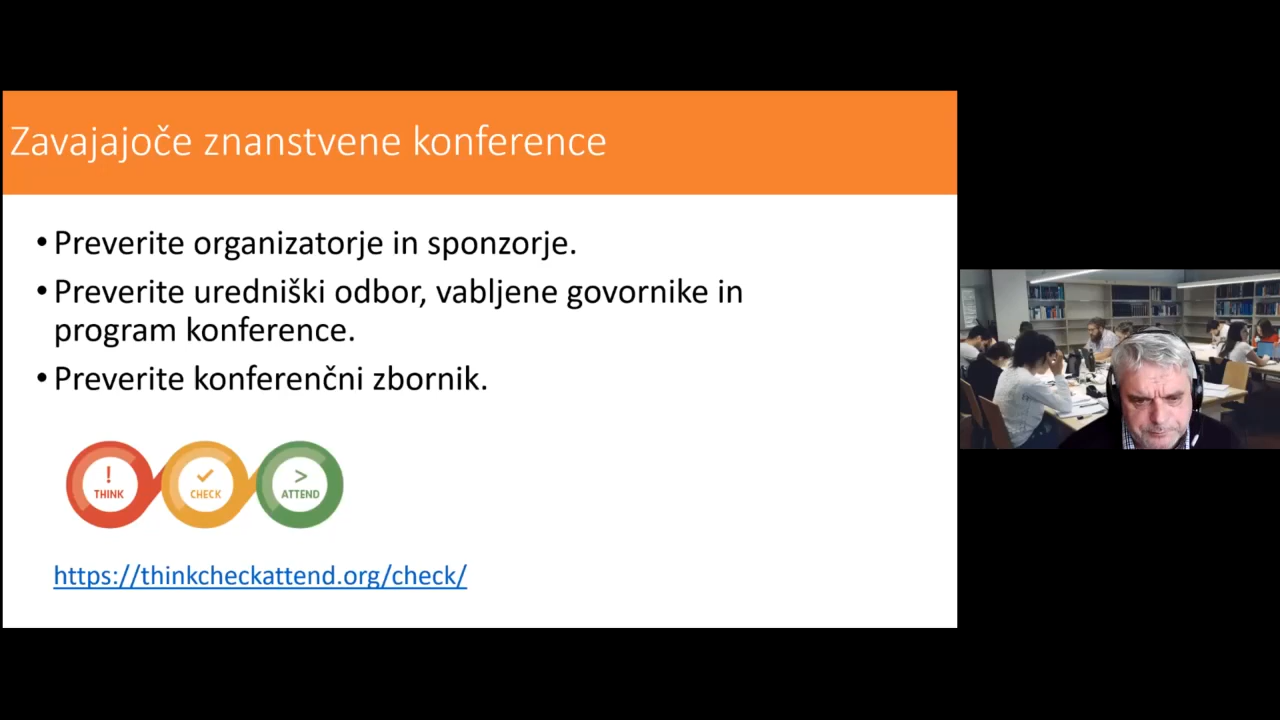 Zavajajoče znanstvene konference
• Preverite organizatorje in sponzorje.
• Preverite uredniški odbor, vabljene govornike in
program konference.
• Preverite konferenčni zbornik.
!
THINK
CHECK
>
ATTEND
https://thinkcheckattend.org/check/